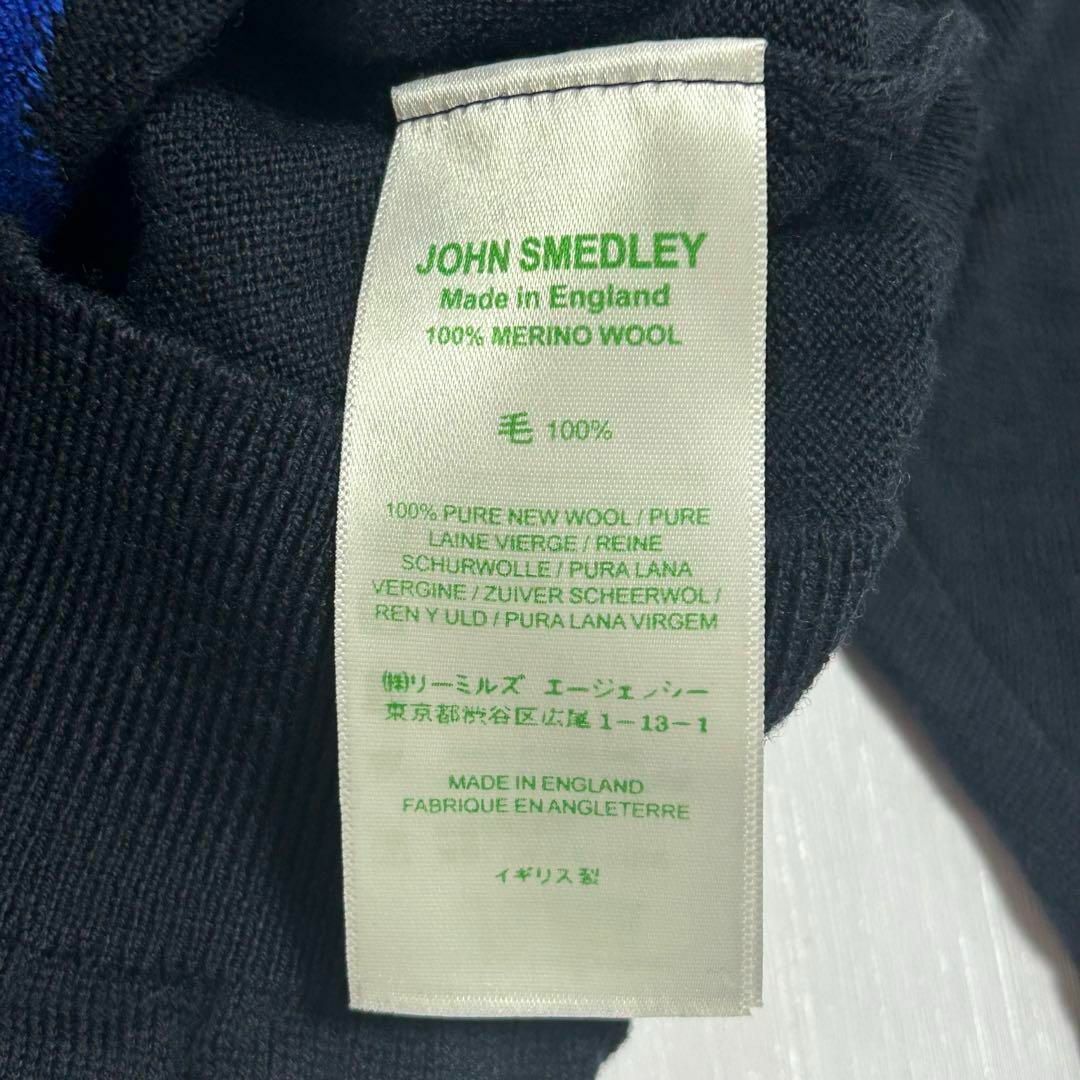 JOHN SMEDLEY
Made in England
100% MERINO WOOL
毛 100%
100% PURE NEW WOOL / PURE
LAINE VIERGE / REINE
SCHURWOLLE / PURA LANA
VERGINE / ZUIVER SCHEERWOL /
REN Y ULD / PURA LANA VIRGEM
㈱リーミルズ エージェンシー
東京都渋谷区広尾1-13-1
MADE IN ENGLAND
FABRIQUE EN ANGLETERRE
イギリス製